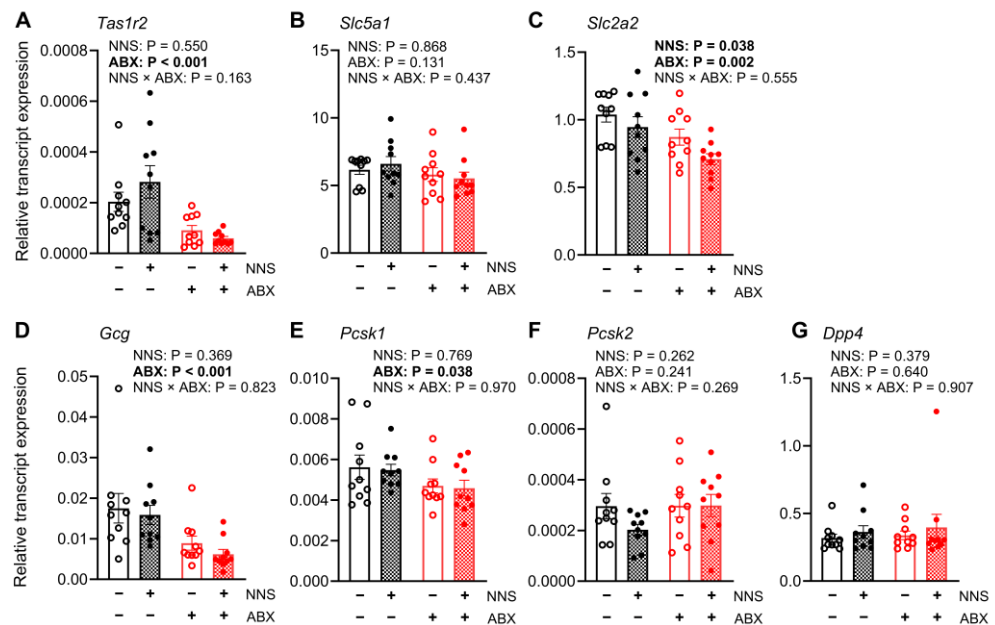 A Tas1r2
NNS: P = 0.550
ABX: P < 0.001
NNS × ABX: P = 0.163
Relative transcript expression
0.0008
0.0006
0.0004
0.0002
0.0000
– + – + 
– – + +
B Slc5a1
NNS: P = 0.868
ABX: P = 0.131
NNS × ABX: P = 0.437
15
10
5
0
– + – + NNS
– – + + ABX
C Slc2a2
NNS: P = 0.038
ABX: P = 0.002
NNS × ABX: P = 0.555
1.5
1.0
0.5
0.0
– + – + NNS
– – + + ABX
D Gcg
NNS: P = 0.369
ABX: P < 0.001
NNS × ABX: P = 0.823
Relative transcript expression
0.05
0.04
0.03
0.02
0.01
0.00
– + – +
– – + +
E Pcsk1
NNS: P = 0.769
ABX: P = 0.038
NNS × ABX: P = 0.970
0.010
0.008
0.006
0.004
0.002
0.000
– + – +
– – + +
F Pcsk2
NNS: P = 0.262
ABX: P = 0.241
NNS × ABX: P = 0.269
0.0008
0.0006
0.0004
0.0002
0.0000
– + – +
– – + +
G Dpp4
NNS: P = 0.379
ABX: P = 0.640
NNS × ABX: P = 0.907
1.5
1.0
0.5
0.0
– + – + NNS
– – + + ABX